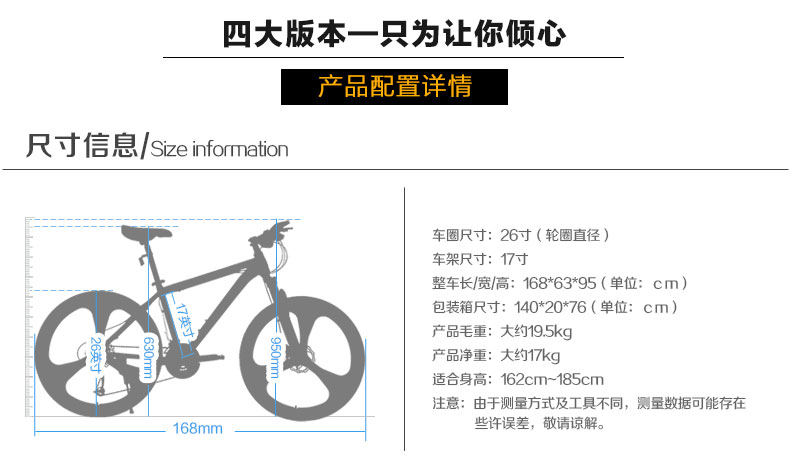 四大版本—只为让你倾心
产品配置详情
尺寸信息/Size information
车圈尺寸：26寸（轮圈直径）
车架尺寸：17寸
整车长/宽/高：168*63*95（单位：cm）
包装箱尺寸：140*20*76（单位：cm）
产品毛重：大约19.5kg
产品净重：大约17kg
适合身高：162cm~185cm
注意：由于测量方式及工具不同，测量数据可能存在
些许误差，敬请谅解。
17英寸
26英寸
630mm
950mm
168mm